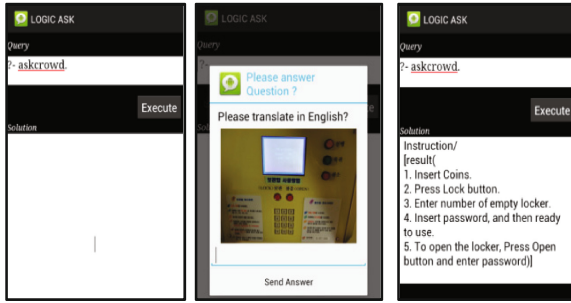 LOGIC ASK
Query
?- askcrowd.
Execute
Solution
LOGIC ASK
Query
?-
Please answer
Question ?
Please translate in English?
Send Answer
LOGIC ASK
Query
?- askcrowd.
Execute
Solution
Instruction/
[result(
1. Insert Coins.
2. Press Lock button.
3. Enter number of empty locker.
4. Insert password, and then ready
to use.
5. To open the locker, Press Open
button and enter password)]